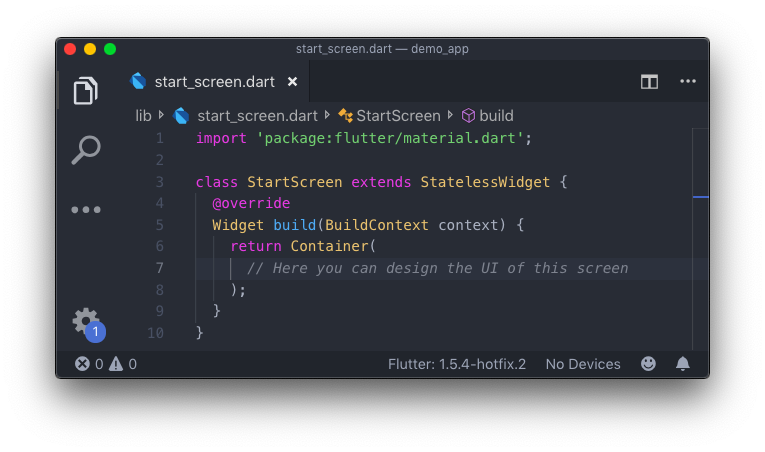 start_screen.dart — demo_app
start_screen.dart ×
lib start_screen.dart StartScreen build
1 import 'package:flutter/material.dart';
2
3 class StartScreen extends StatelessWidget {
4 @override
5 Widget build(BuildContext context) {
6 return Container(
7 // Here you can design the UI of this screen
8 );
9 }
10 }
1
0 0 Flutter: 1.5.4-hotfix.2 No Devices